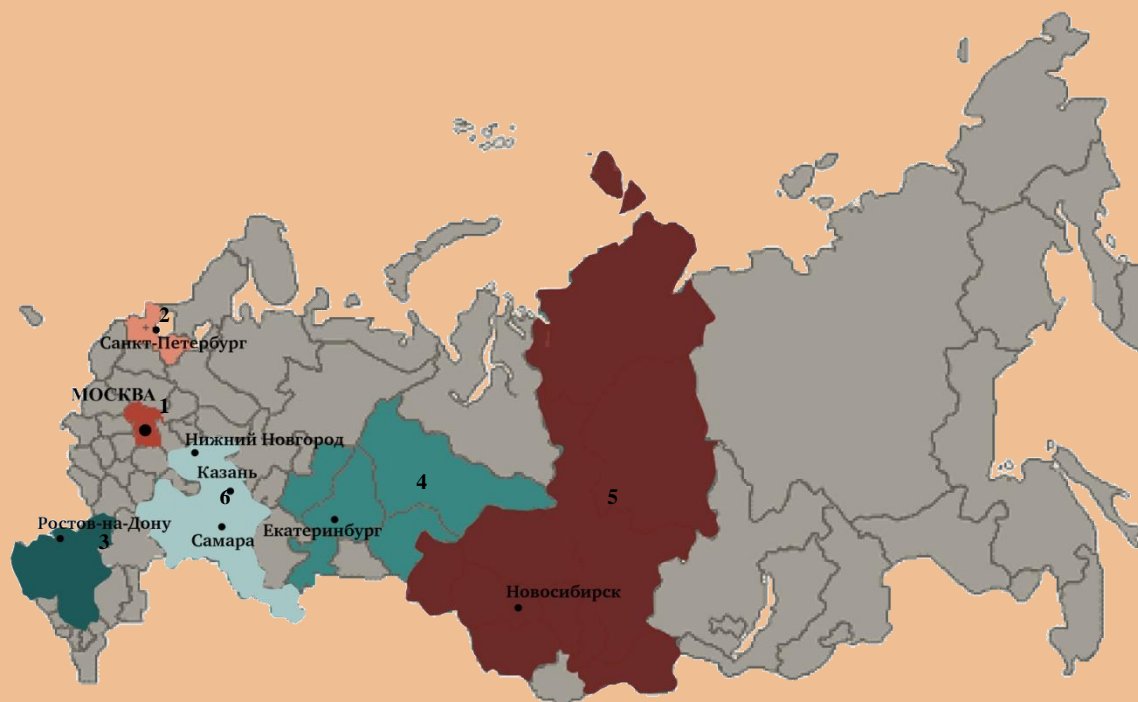 2
Санкт-Петербург
МОСКВА
1
Нижний Новгород
Казань
6
4
5
Ростов-на-Дону
3
Самара
Екатеринбург
Новосибирск